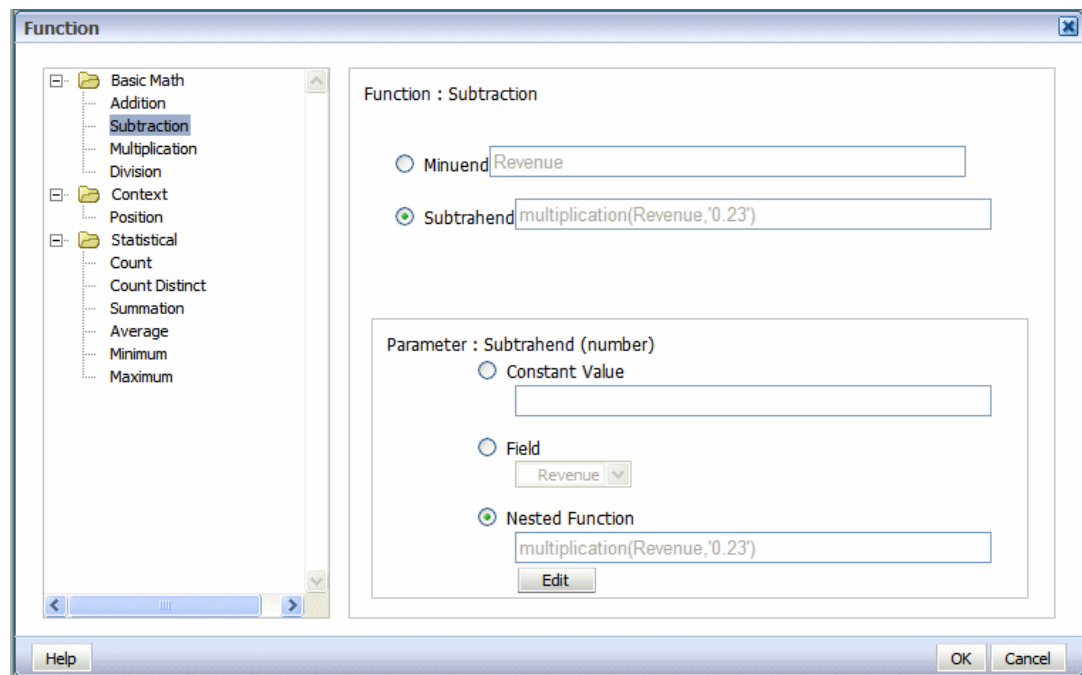 Function
Basic Math
Addition
Subtraction
Multiplication
Division
Context
Position
Statistical
Count
Count Distinct
Summation
Average
Minimum
Maximum
Function : Subtraction
Minuend Revenue
Subtrahend multiplication(Revenue,'0.23')
Parameter : Subtrahend (number)
Constant Value
Field
Revenue
Nested Function
multiplication(Revenue,'0.23')
Edit
Help OK Cancel